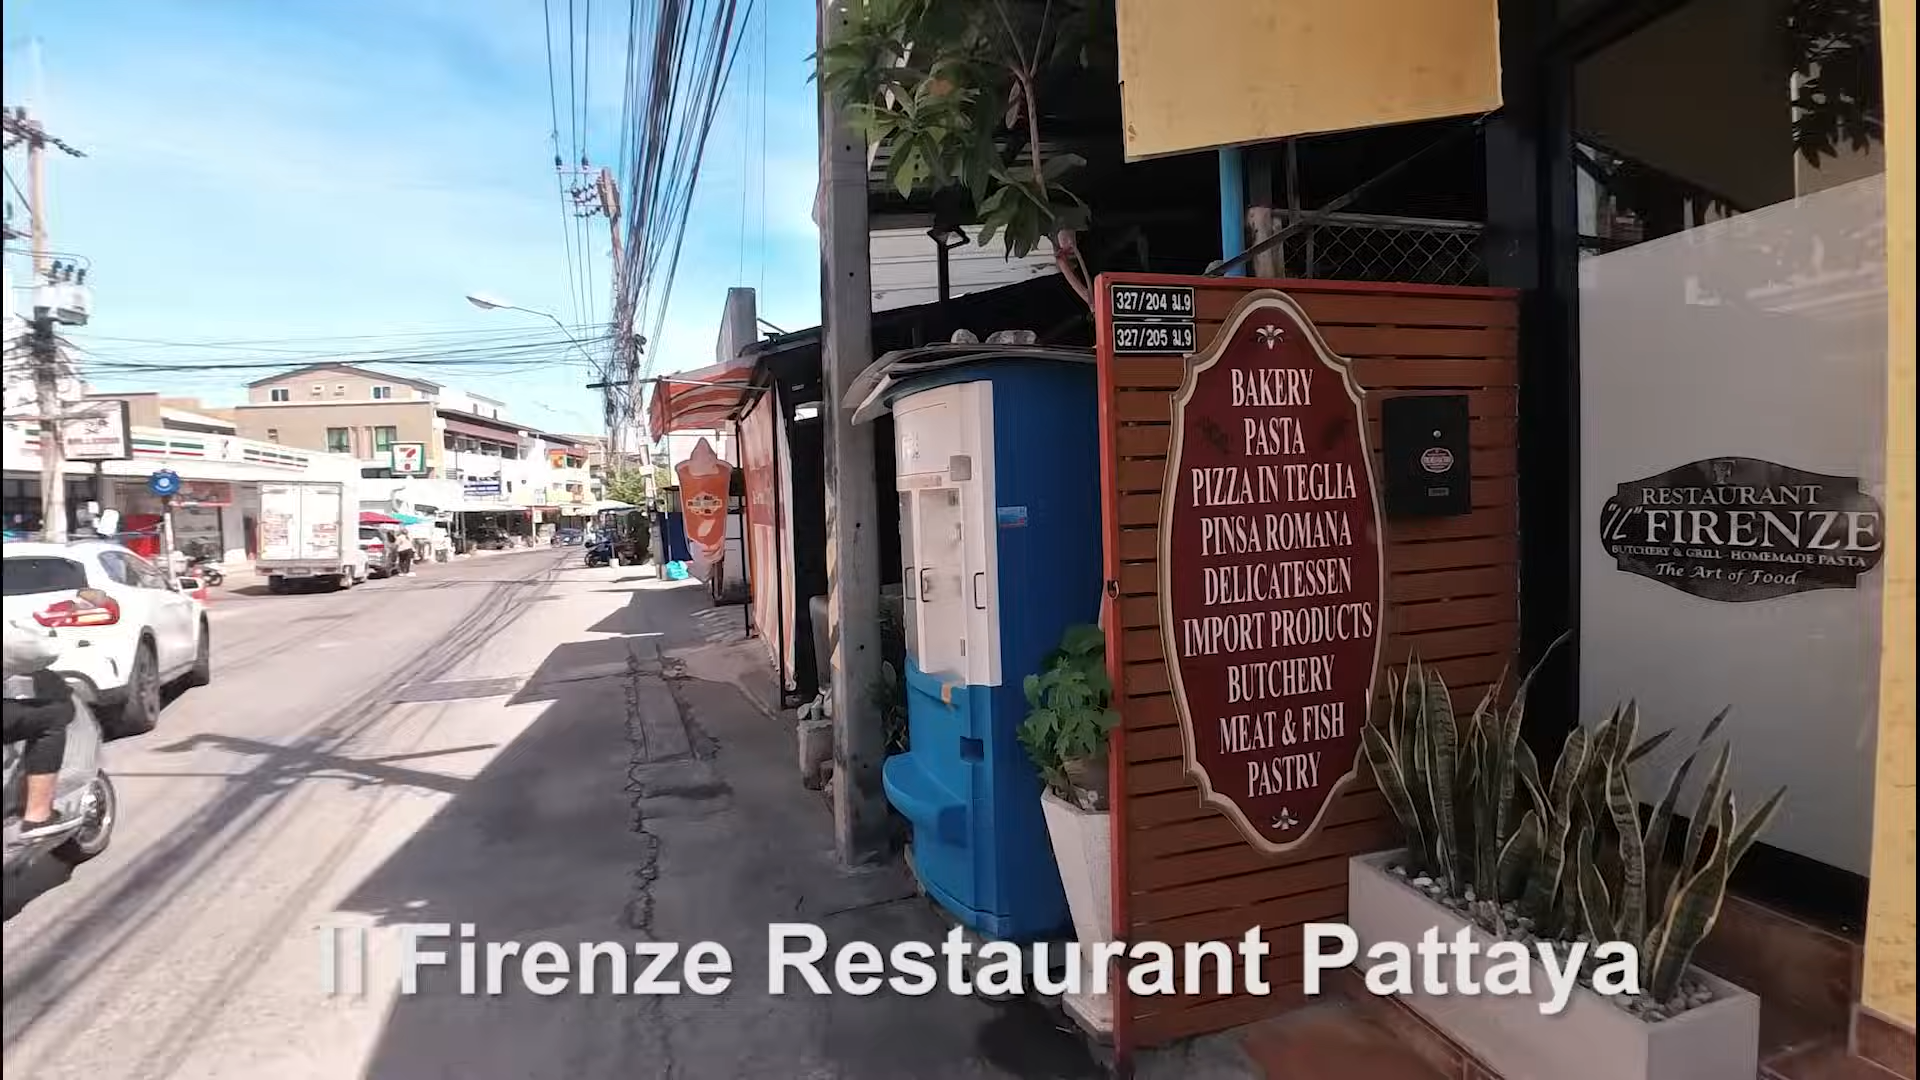 327/204 ม.9
327/205 ม.9
BAKERY
PASTA
PIZZA IN TEGLIA
PINSA ROMANA
DELICATESSEN
IMPORT PRODUCTS
BUTCHERY
MEAT & FISH
PASTRY
RESTAURANT
"IL" FIRENZE
BUTCHERY & GRILL - HOMEMADE PASTA
The Art of Food
Il Firenze Restaurant Pattaya